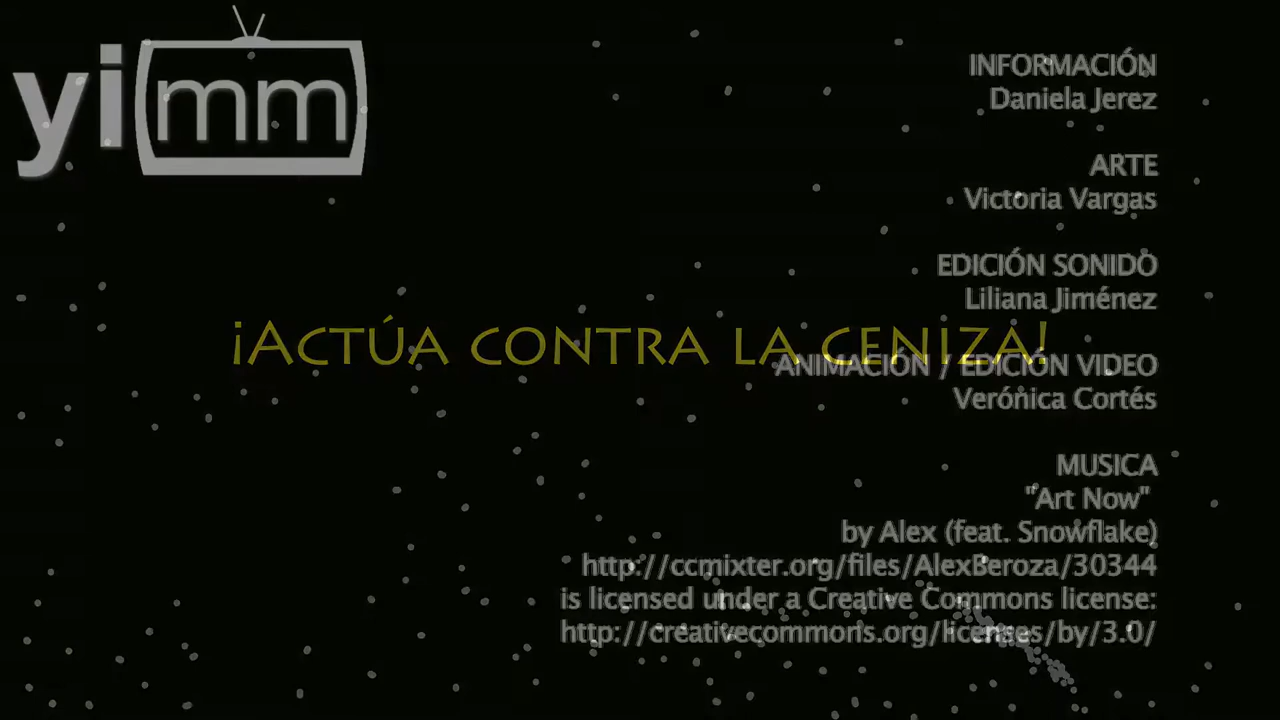 yimm
INFORMACIÓN
Daniela Jerez
ARTE
Victoria Vargas
EDICIÓN SONIDO
Liliana Jiménez
¡ACTÚA CONTRA LA CENIZA!
ANIMACIÓN / EDICIÓN VIDEO
Verónica Cortés
MUSICA
"Art Now"
by Alex (feat. Snowflake)
http://ccmixter.org/files/AlexBeroza/30344
is licensed under a Creative Commons license:
http://creativecommons.org/licenses/by/3.0/